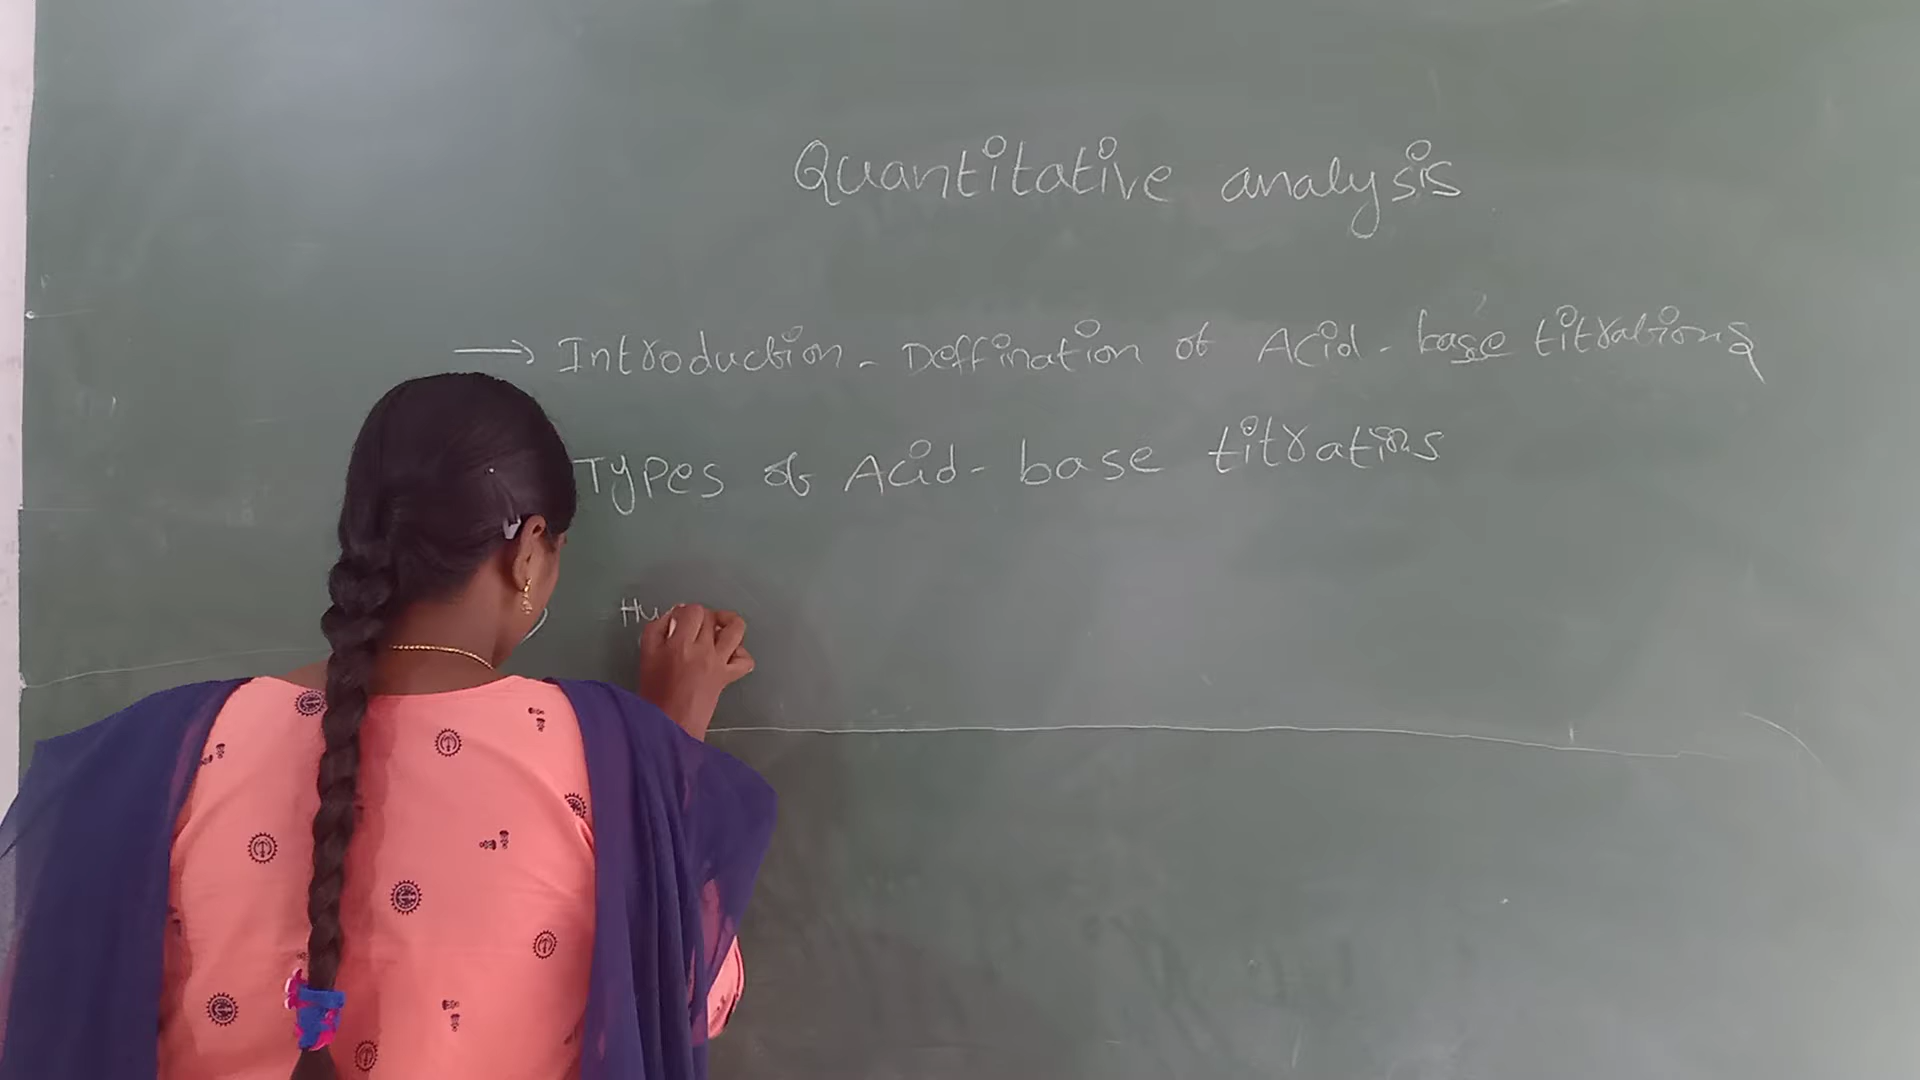 Quantitative analysis
→ Introduction - Deffination of Acid - base titrations
Types of Acid - base titrations